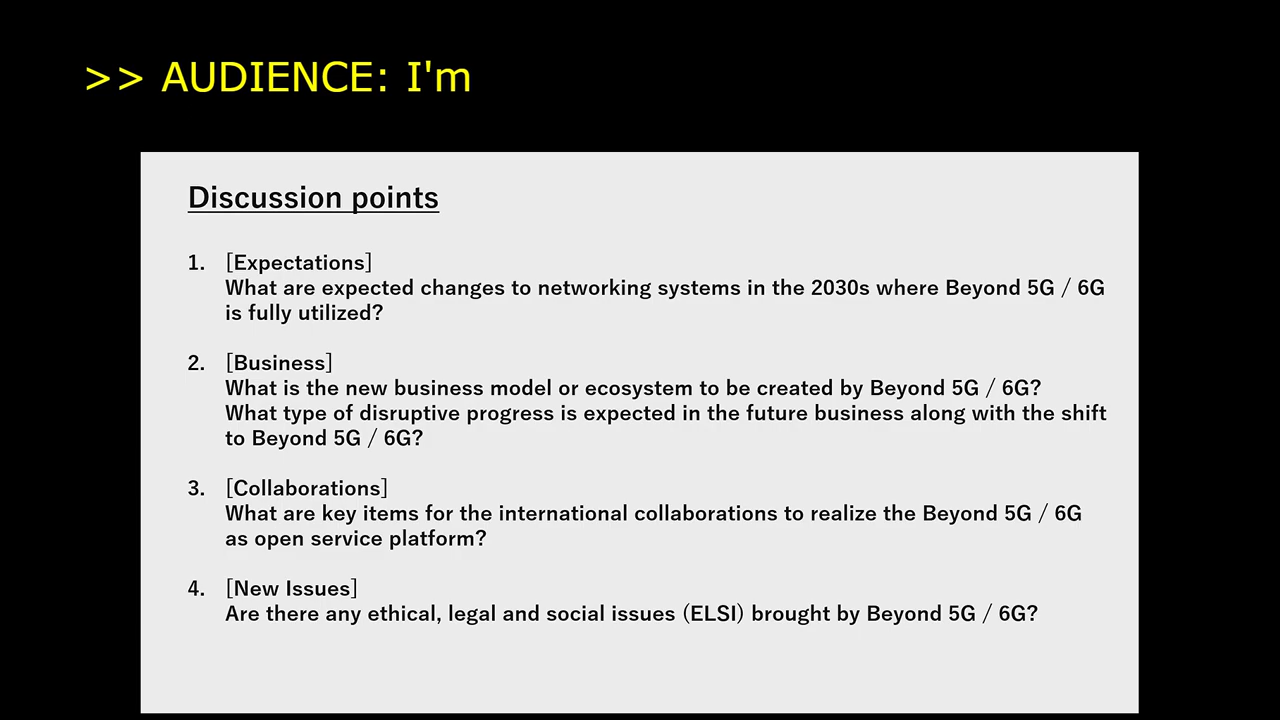 >> AUDIENCE: I'm
Discussion points
1. [Expectations]
What are expected changes to networking systems in the 2030s where Beyond 5G / 6G
is fully utilized?
2. [Business]
What is the new business model or ecosystem to be created by Beyond 5G / 6G?
What type of disruptive progress is expected in the future business along with the shift
to Beyond 5G / 6G?
3. [Collaborations]
What are key items for the international collaborations to realize the Beyond 5G / 6G
as open service platform?
4. [New Issues]
Are there any ethical, legal and social issues (ELSI) brought by Beyond 5G / 6G?